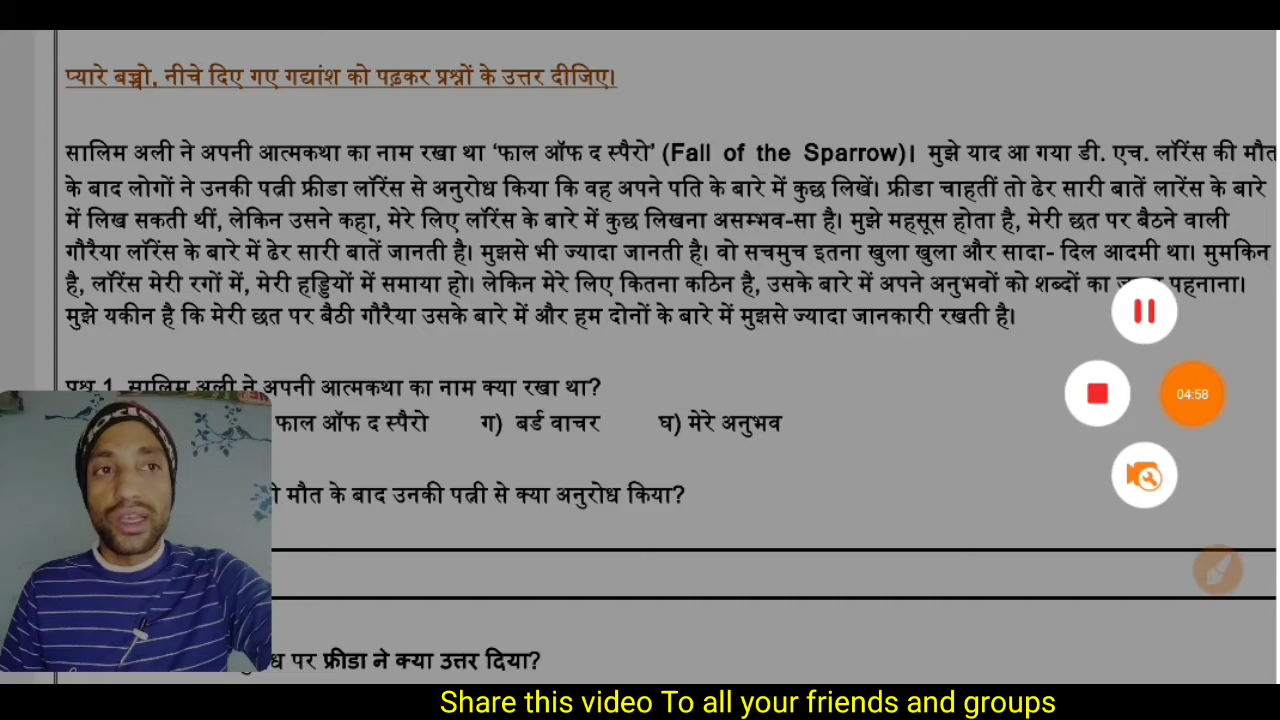 प्यारे बच्चो, नीचे दिए गए गद्यांश को पढ़कर प्रश्नों के उत्तर दीजिए।
सालिम अली ने अपनी आत्मकथा का नाम रखा था ‘फाल ऑफ द स्पैरो’ (Fall of the Sparrow)। मुझे याद आ गया डी. एच. लॉरेंस की मौत
के बाद लोगों ने उनकी पत्नी फ्रीडा लॉरेंस से अनुरोध किया कि वह अपने पति के बारे में कुछ लिखें। फ्रीडा चाहतीं तो ढेर सारी बातें लारेंस के बारे
में लिख सकती थीं, लेकिन उसने कहा, मेरे लिए लॉरेंस के बारे में कुछ लिखना असम्भव-सा है। मुझे महसूस होता है, मेरी छत पर बैठने वाली
गौरैया लॉरेंस के बारे में ढेर सारी बातें जानती है। मुझसे भी ज्यादा जानती है। वो सचमुच इतना खुला खुला और सादा- दिल आदमी था। मुमकिन
है, लॉरेंस मेरी रगों में, मेरी हड्डियों में समाया हो। लेकिन मेरे लिए कितना कठिन है, उसके बारे में अपने अनुभवों को शब्दों का पहनाना।
मुझे यकीन है कि मेरी छत पर बैठी गौरैया उसके बारे में और हम दोनों के बारे में मुझसे ज्यादा जानकारी रखती है।
प्रश्न 1. सालिम अली ने अपनी आत्मकथा का नाम क्या रखा था?
फाल ऑफ द स्पैरो ग) बर्ड वाचर घ) मेरे अनुभव
मौत के बाद उनकी पत्नी से क्या अनुरोध किया?
पर फ्रीडा ने क्या उत्तर दिया?
04:58
Share this video To all your friends and groups